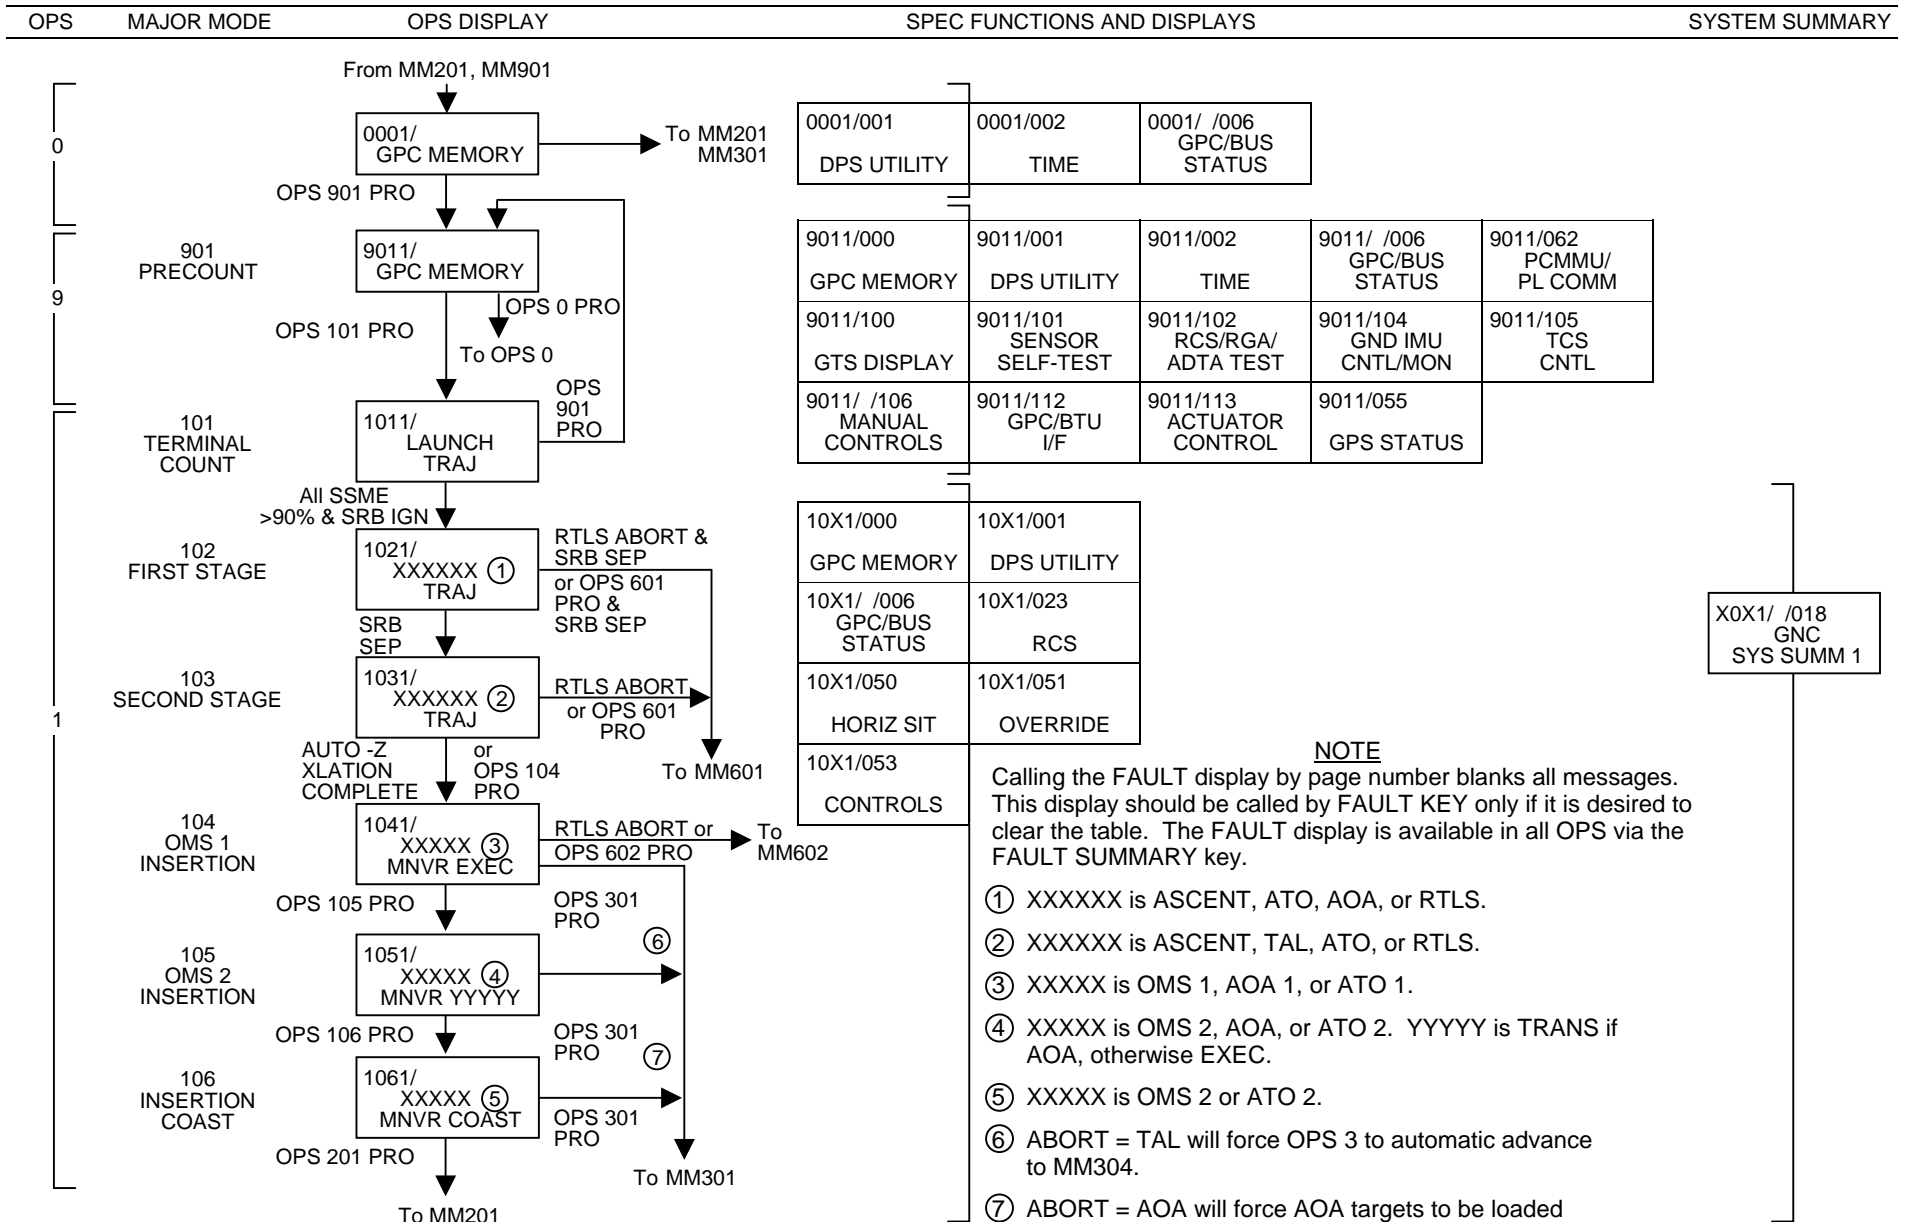 OPS MAJOR MODE OPS DISPLAY SPEC FUNCTIONS AND DISPLAYS SYSTEM SUMMARY
From MM201, MM901
0
0001/
GPC MEMORY
To MM201
MM301
OPS 901 PRO
9
901
PRECOUNT
9011/
GPC MEMORY
OPS 0 PRO
To OPS 0
OPS 101 PRO
OPS
901
PRO
1
101
TERMINAL
COUNT
1011/
LAUNCH
TRAJ
All SSME
>90% & SRB IGN
102
FIRST STAGE
1021/
XXXXXX 1
TRAJ
RTLS ABORT &
SRB SEP
or OPS 601
PRO &
SRB SEP
SRB
SEP
103
SECOND STAGE
1031/
XXXXXX 2
TRAJ
RTLS ABORT
or OPS 601
PRO
To MM601
AUTO -Z
XLATION
COMPLETE
or
OPS 104
PRO
104
OMS 1
INSERTION
1041/
XXXXX 3
MNVR EXEC
RTLS ABORT or
OPS 602 PRO
To
MM602
OPS 105 PRO
OPS 301
PRO
6
105
OMS 2
INSERTION
1051/
XXXXX 4
MNVR YYYYY
OPS 106 PRO
OPS 301
PRO
7
106
INSERTION
COAST
1061/
XXXXX 5
MNVR COAST
OPS 301
PRO
OPS 201 PRO
To MM301
To MM201
0001/001
DPS UTILITY
0001/002
TIME
0001/ /006
GPC/BUS
STATUS
9011/000
GPC MEMORY
9011/001
DPS UTILITY
9011/002
TIME
9011/ /006
GPC/BUS
STATUS
9011/062
PCMMU/
PL COMM
9011/100
GTS DISPLAY
9011/101
SENSOR
SELF-TEST
9011/102
RCS/RGA/
ADTA TEST
9011/104
GND IMU
CNTL/MON
9011/105
TCS
CNTL
9011/ /106
MANUAL
CONTROLS
9011/112
GPC/BTU
I/F
9011/113
ACTUATOR
CONTROL
9011/055
GPS STATUS
10X1/000
GPC MEMORY
10X1/001
DPS UTILITY
10X1/ /006
GPC/BUS
STATUS
10X1/023
RCS
10X1/050
HORIZ SIT
10X1/051
OVERRIDE
10X1/053
CONTROLS
X0X1/ /018
GNC
SYS SUMM 1
NOTE
Calling the FAULT display by page number blanks all messages.
This display should be called by FAULT KEY only if it is desired to
clear the table. The FAULT display is available in all OPS via the
FAULT SUMMARY key.
1 XXXXXX is ASCENT, ATO, AOA, or RTLS.
2 XXXXXX is ASCENT, TAL, ATO, or RTLS.
3 XXXXX is OMS 1, AOA 1, or ATO 1.
4 XXXXX is OMS 2, AOA, or ATO 2. YYYYY is TRANS if
AOA, otherwise EXEC.
5 XXXXX is OMS 2 or ATO 2.
6 ABORT = TAL will force OPS 3 to automatic advance
to MM304.
7 ABORT = AOA will force AOA targets to be loaded